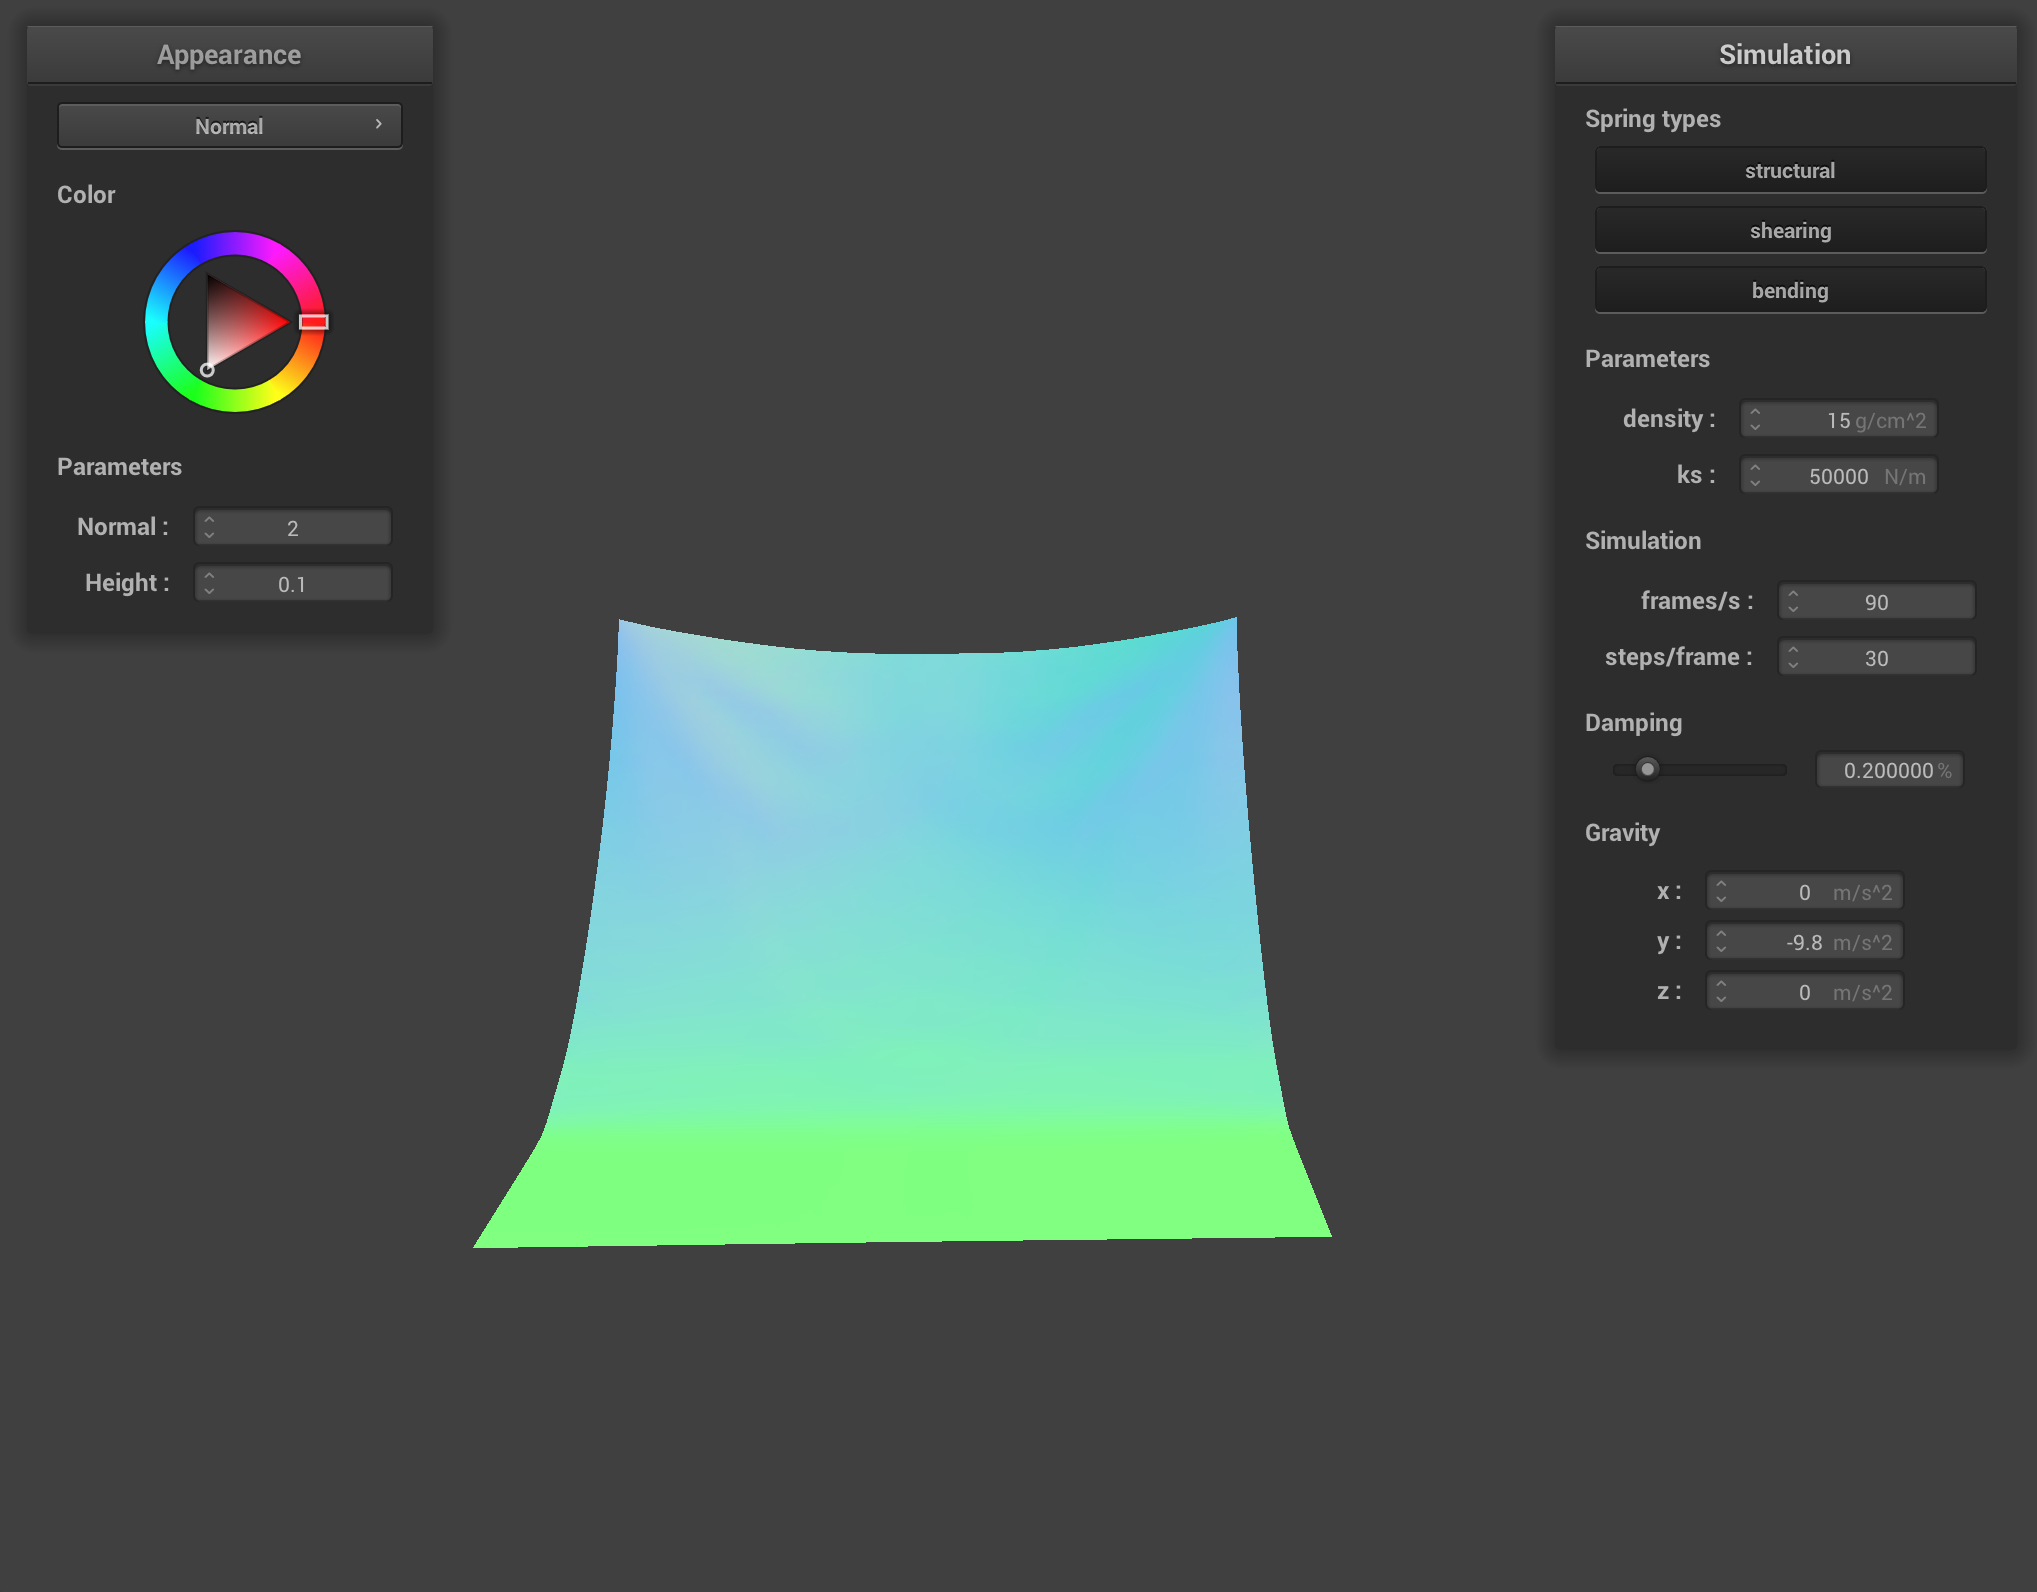 Appearance
Normal
Color
Parameters
Normal : 2
Height : 0.1
Simulation
Spring types
structural
shearing
bending
Parameters
density : 15 g/cm^2
ks : 50000 N/m
Simulation
frames/s : 90
steps/frame : 30
Damping
0.200000 %
Gravity
x : 0 m/s^2
y : -9.8 m/s^2
z : 0 m/s^2